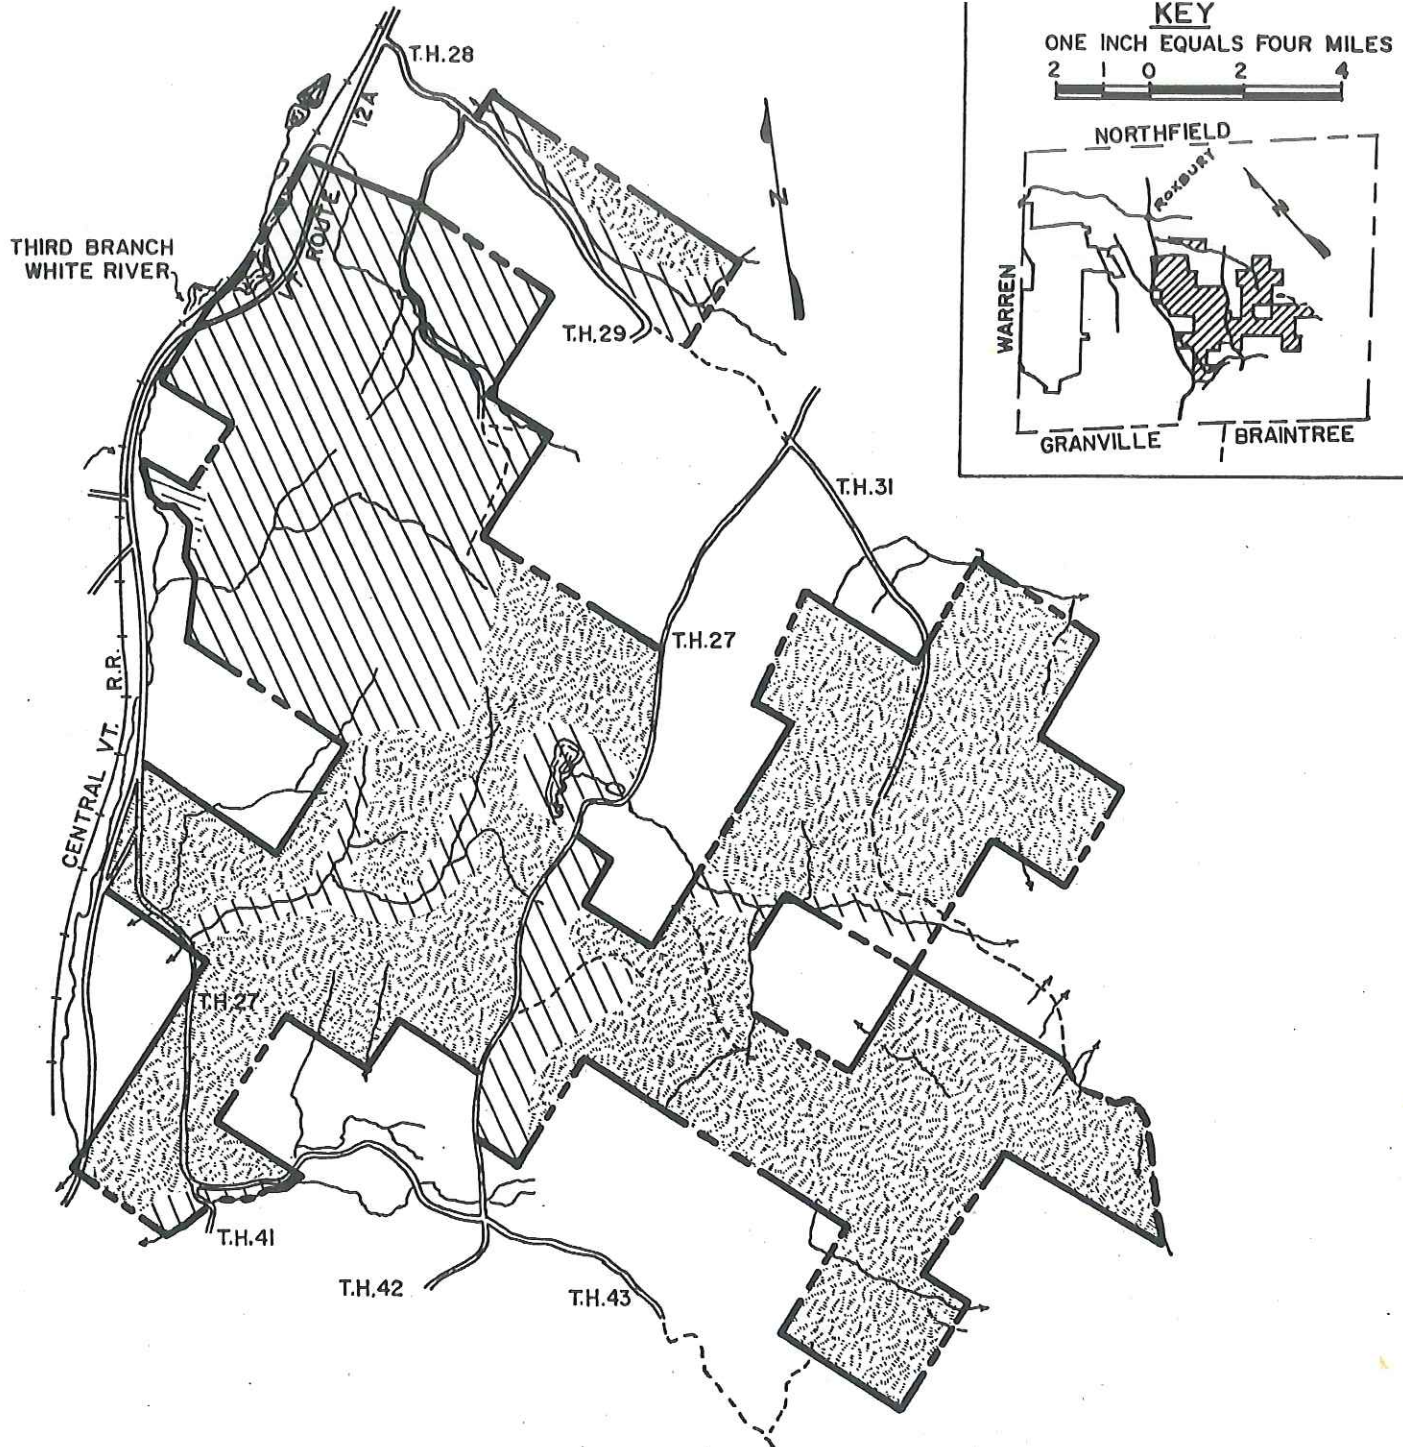 KEY
ONE INCH EQUALS FOUR MILES
2 1 0 2 4
NORTHFIELD
ROXBURY
N
WARREN
GRANVILLE
BRAINTREE
T.H.28
12A
ROUTE
VT.
N
THIRD BRANCH
WHITE RIVER
T.H.29
T.H.31
T.H.27
CENTRAL VT. R.R.
T.H.27
T.H.41
T.H.42
T.H.43